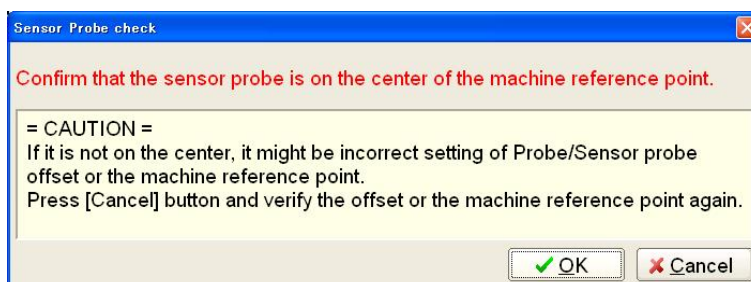 Sensor Probe check
Confirm that the sensor probe is on the center of the machine reference point.
= CAUTION =
If it is not on the center, it might be incorrect setting of Probe/Sensor probe
offset or the machine reference point.
Press [Cancel] button and verify the offset or the machine reference point again.
OK Cancel